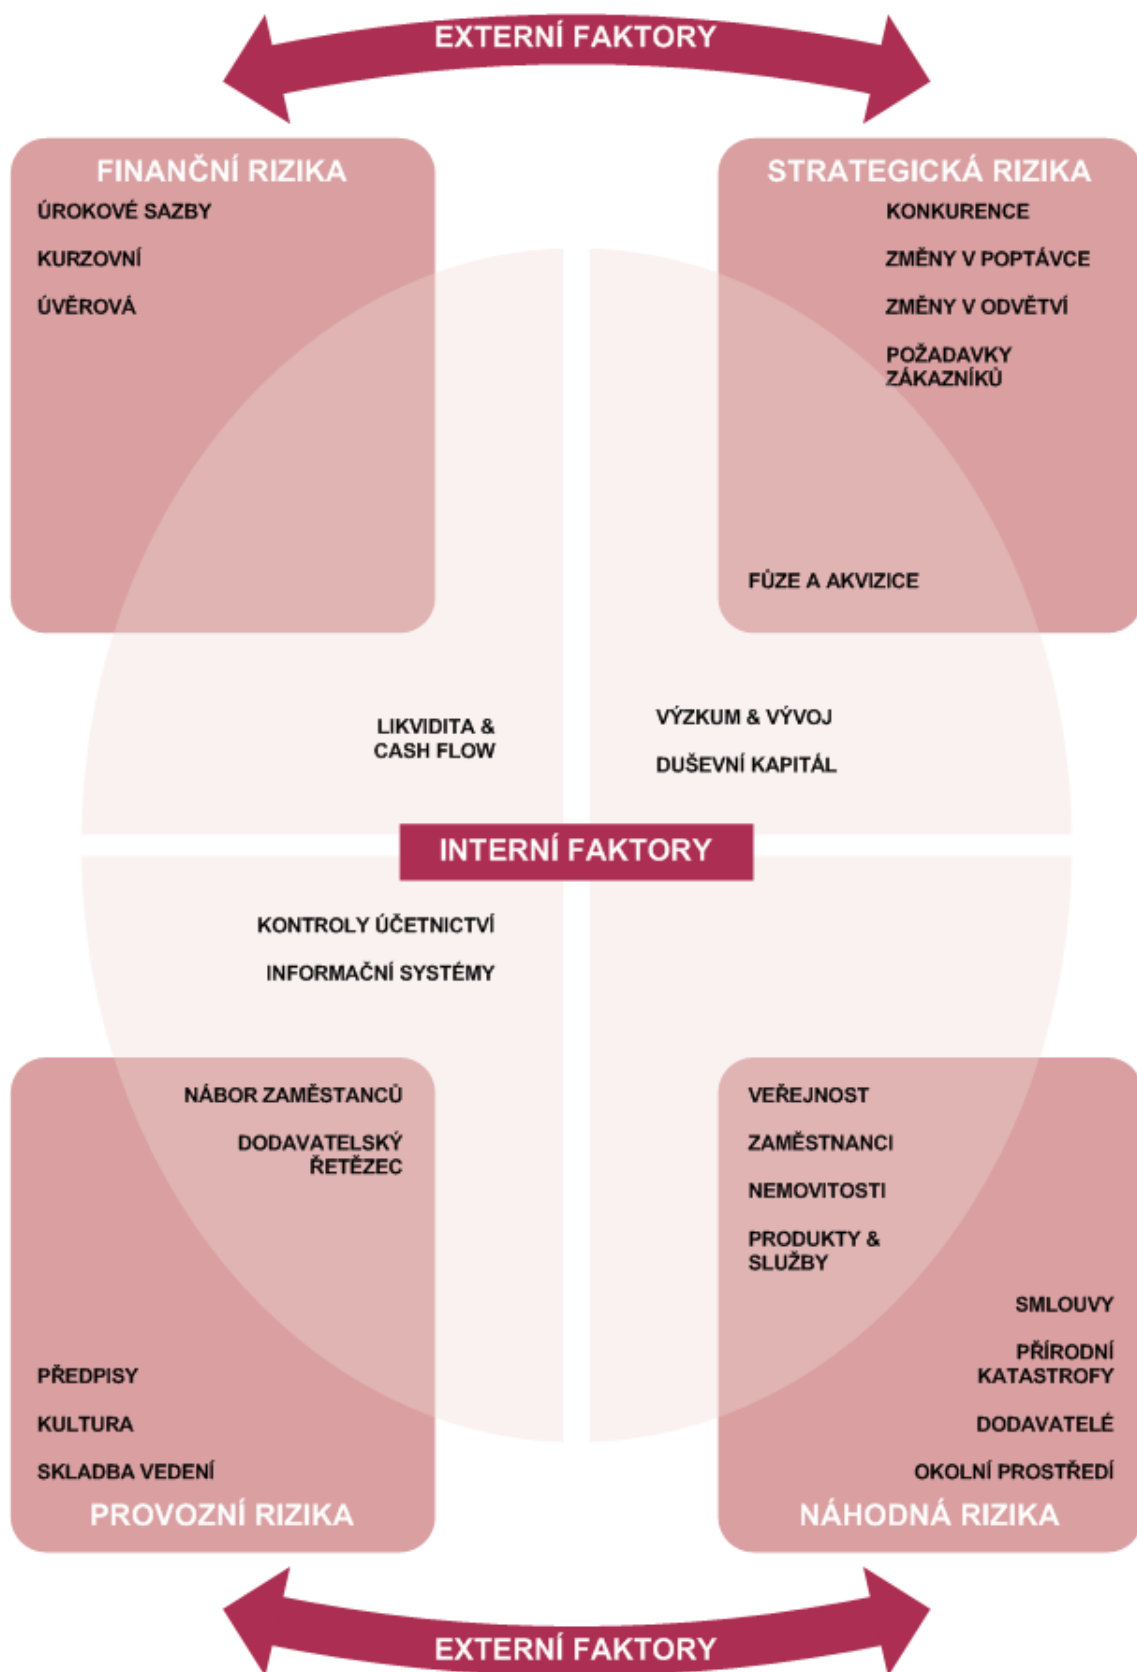 EXTERNÍ FAKTORY
FINANČNÍ RIZIKA
ÚROKOVÉ SAZBY
KURZOVNÍ
ÚVĚROVÁ
STRATEGICKÁ RIZIKA
KONKURENCE
ZMĚNY V POPTÁVCE
ZMĚNY V ODVĚTVÍ
POŽADAVKY
ZÁKAZNÍKŮ
FŮZE A AKVIZICE
LIKVIDITA &
CASH FLOW
VÝZKUM & VÝVOJ
DUŠEVNÍ KAPITÁL
INTERNÍ FAKTORY
KONTROLY ÚČETNICTVÍ
INFORMAČNÍ SYSTÉMY
NÁBOR ZAMĚSTANCŮ
DODAVATELSKÝ
ŘETĚZEC
PŘEDPISY
KULTURA
SKLADBA VEDENÍ
PROVOZNÍ RIZIKA
VEŘEJNOST
ZAMĚSTNANCI
NEMOVITOSTI
PRODUKTY &
SLUŽBY
SMLOUVY
PŘÍRODNÍ
KATASTROFY
DODAVATELÉ
OKOLNÍ PROSTŘEDÍ
NÁHODNÁ RIZIKA
EXTERNÍ FAKTORY